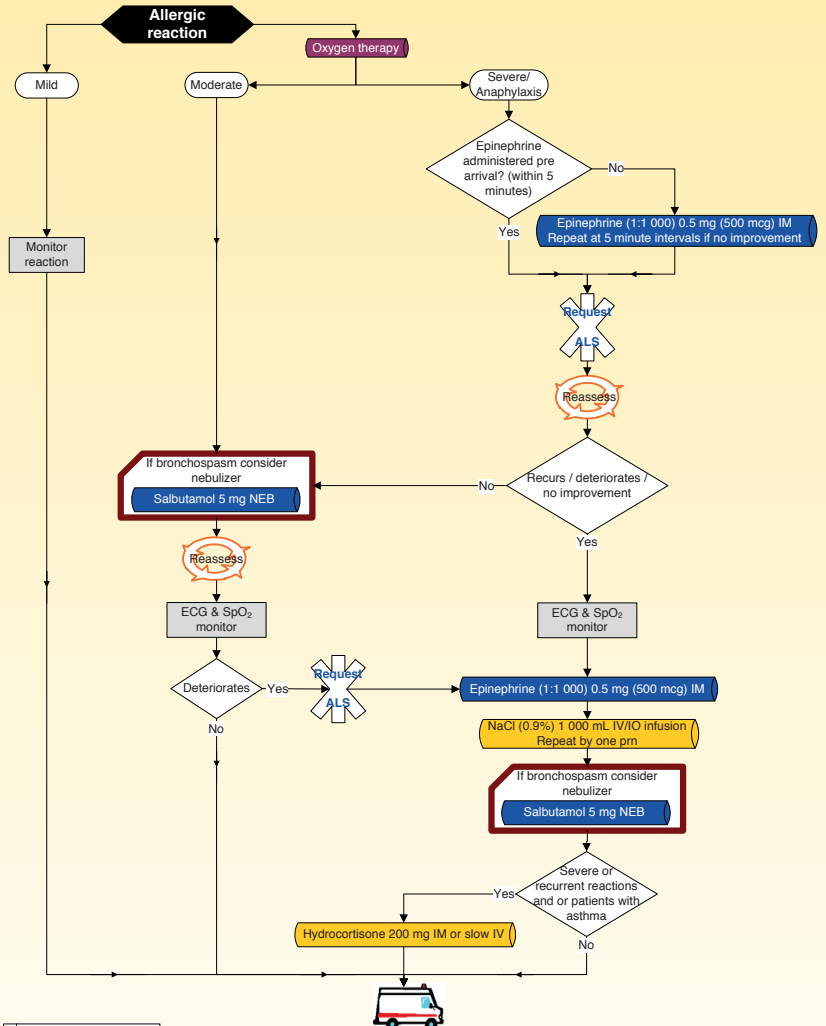 Allergic
reaction
Oxygen therapy
Mild
Moderate
Severe/
Anaphylaxis
Epinephrine
administered pre
arrival? (within 5
minutes)
No
Yes
Epinephrine (1:1 000) 0.5 mg (500 mcg) IM
Repeat at 5 minute intervals if no improvement
Monitor
reaction
Request
ALS
Reassess
If bronchospasm consider
nebulizer
Salbutamol 5 mg NEB
No
Recurs / deteriorates /
no improvement
Yes
Reassess
ECG & SpO₂
monitor
ECG & SpO₂
monitor
Deteriorates
Yes
Request
ALS
Epinephrine (1:1 000) 0.5 mg (500 mcg) IM
No
NaCl (0.9%) 1 000 mL IV/IO infusion
Repeat by one prn
If bronchospasm consider
nebulizer
Salbutamol 5 mg NEB
Severe or
recurrent reactions
and or patients with
asthma
Yes
Hydrocortisone 200 mg IM or slow IV
No